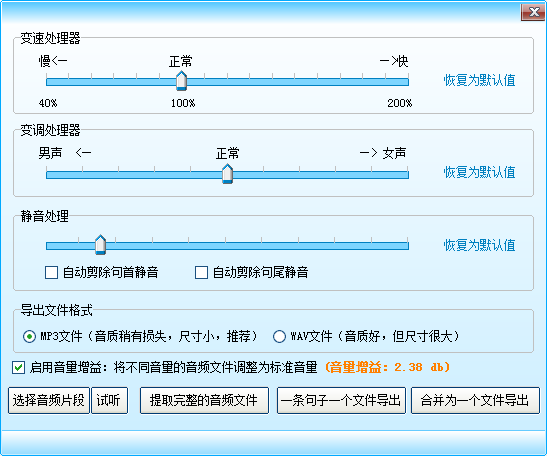 变速处理器
慢<— 正常 —>快
40% 100% 200%
恢复为默认值
变调处理器
男声 <— 正常 —> 女声
恢复为默认值
静音处理
恢复为默认值
自动剪除句首静音 自动剪除句尾静音
导出文件格式
MP3文件（音质稍有损失，尺寸小，推荐） WAV文件（音质好，但尺寸很大）
启用音量增益：将不同音量的音频文件调整为标准音量 (音量增益：2.38 db)
选择音频片段 试听 提取完整的音频文件 一条句子一个文件导出 合并为一个文件导出